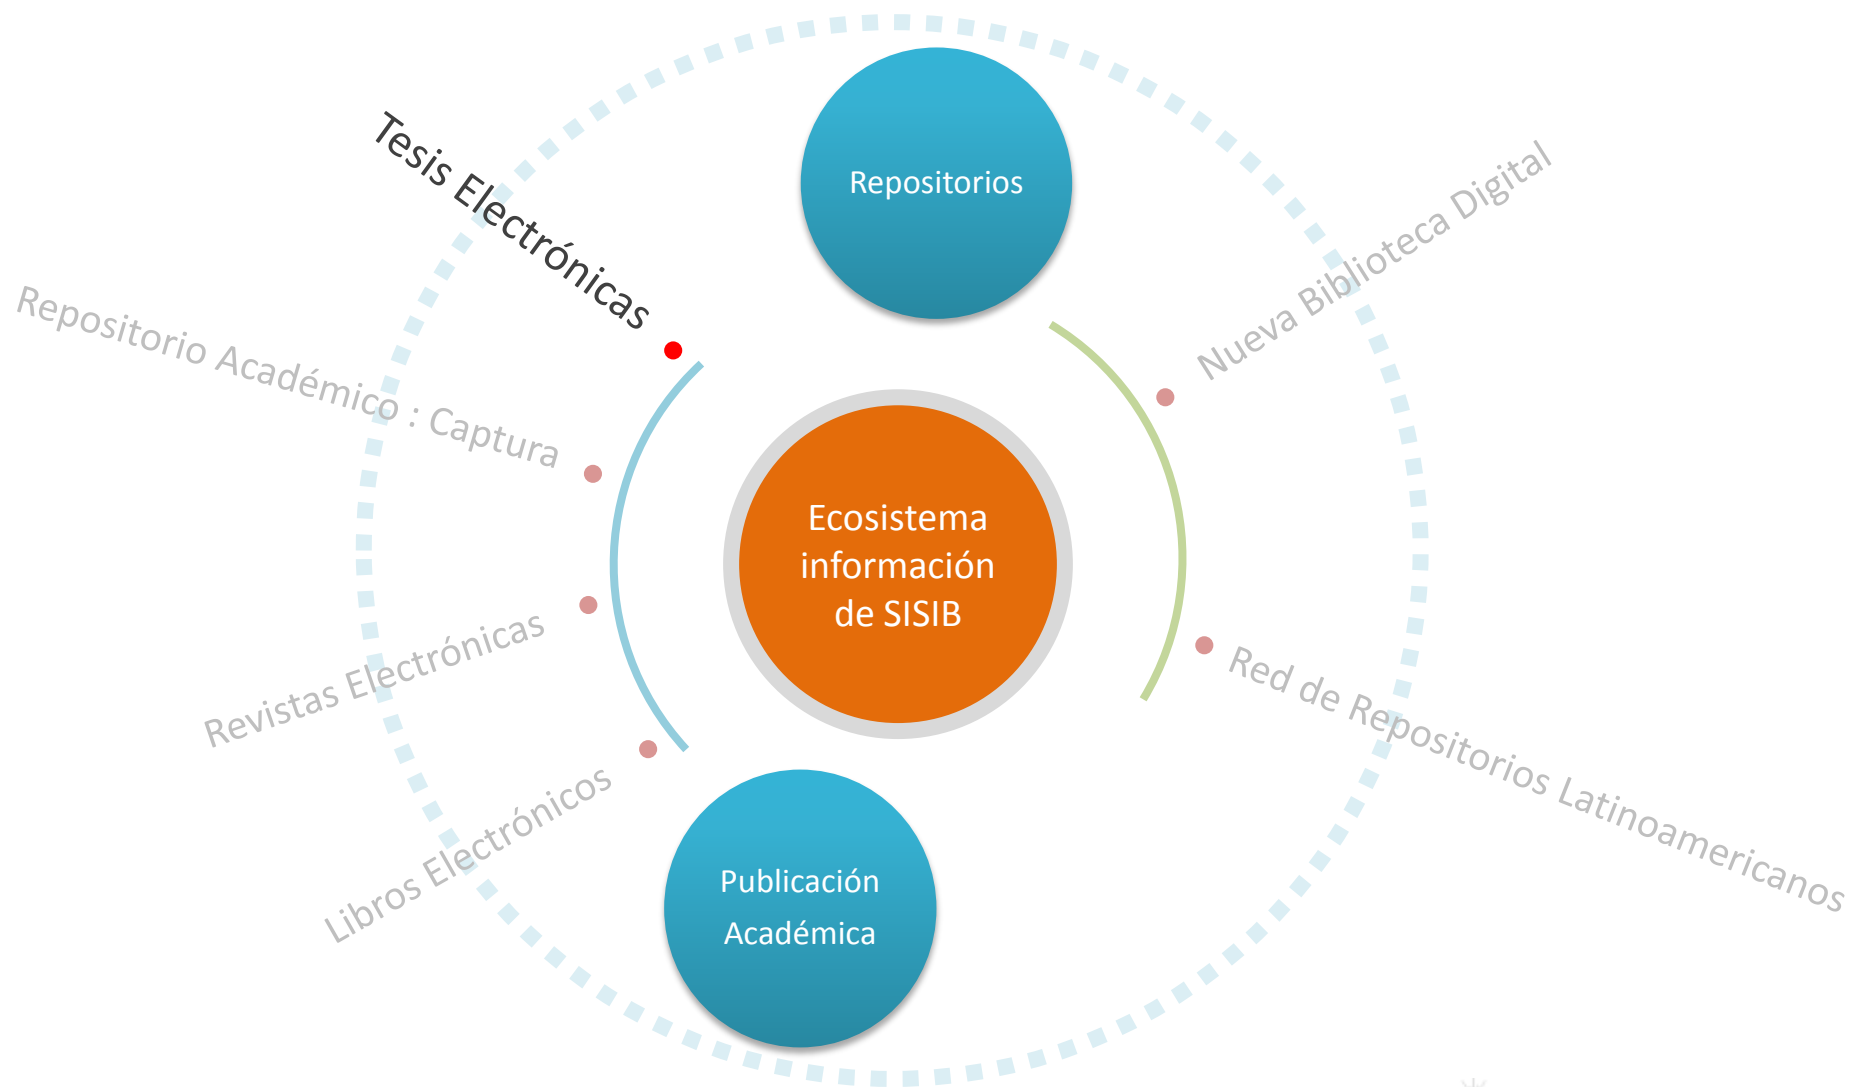 Repositorios
Tesis Electrónicas
Nueva Biblioteca Digital
Repositorio Académico : Captura
Ecosistema
información
de SISIB
Revistas Electrónicas
Red de Repositorios Latinoamericanos
Libros Electrónicos
Publicación
Académica